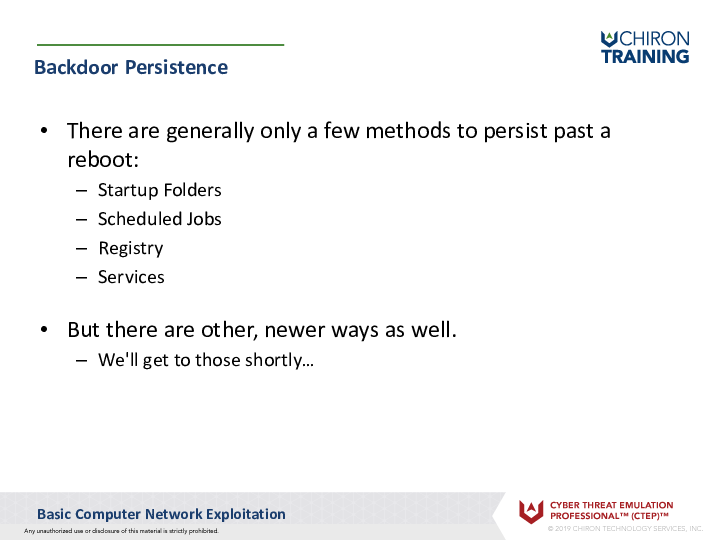 CHIRON
TRAINING
Backdoor Persistence
• There are generally only a few methods to persist past a
reboot:
– Startup Folders
– Scheduled Jobs
– Registry
– Services
• But there are other, newer ways as well.
– We'll get to those shortly…
Basic Computer Network Exploitation
Any unauthorized use or disclosure of this material is strictly prohibited.
CYBER THREAT EMULATION
PROFESSIONAL™ (CTEP)™
© 2019 CHIRON TECHNOLOGY SERVICES, INC.